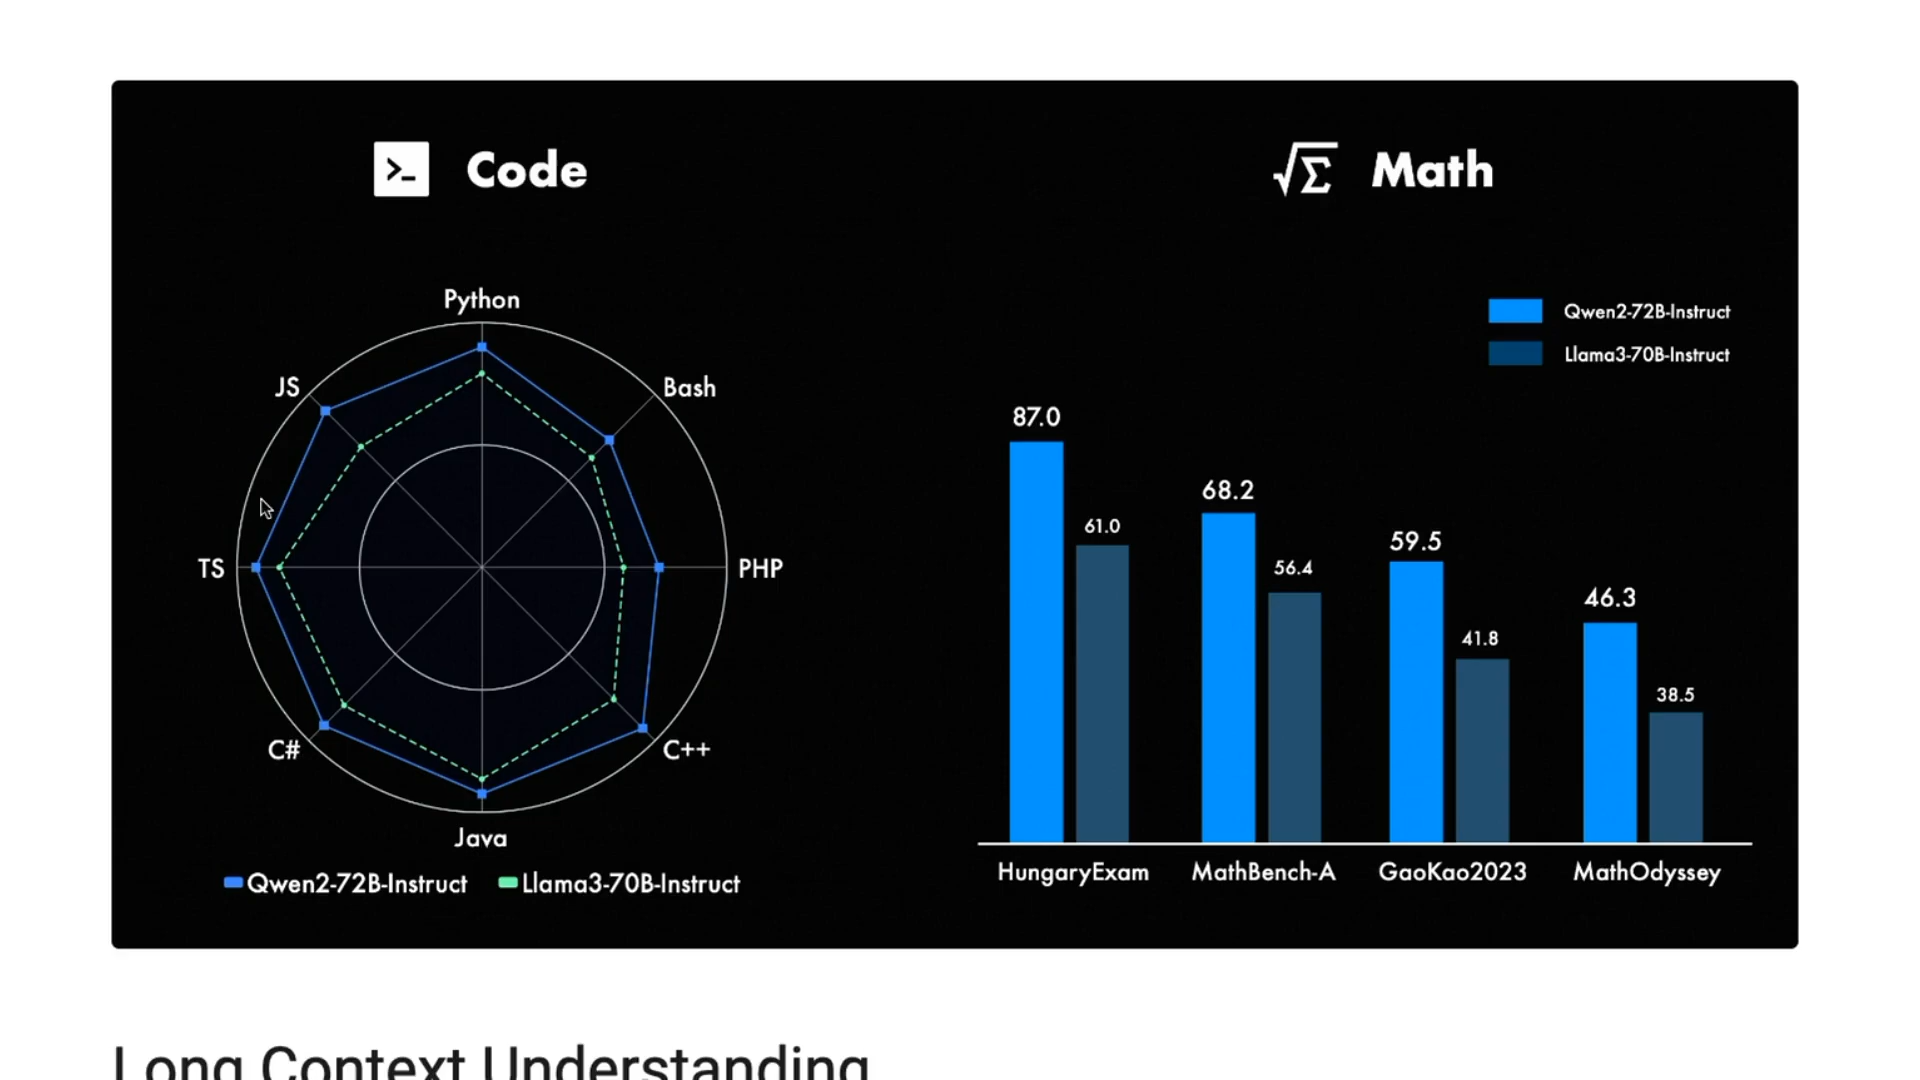 Code
Python
JS
Bash
TS
PHP
C#
C++
Java
Qwen2-72B-Instruct
Llama3-70B-Instruct
Math
Qwen2-72B-Instruct
Llama3-70B-Instruct
87.0
61.0
68.2
56.4
59.5
41.8
46.3
38.5
HungaryExam
MathBench-A
GaoKao2023
MathOdyssey
Long Context Understanding